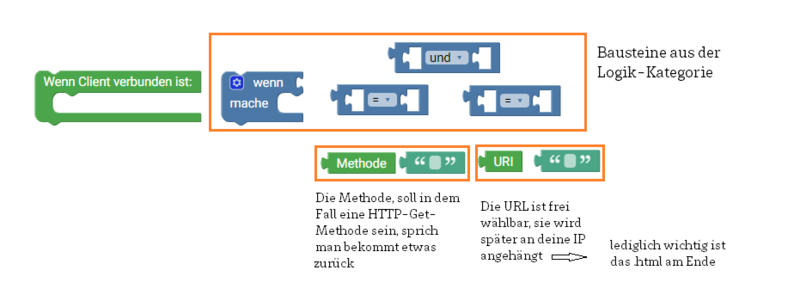 Wenn Client verbunden ist:
wenn
mache
und
=
=
Bausteine aus der
Logik-Kategorie
Methode
“ ”
URI
“ ”
Die Methode, soll in dem
Fall eine HTTP-Get-
Methode sein, sprich
man bekommt etwas
zurück
Die URL ist frei
wählbar, sie wird
später an deine IP
angehängt
lediglich wichtig ist
das .html am Ende